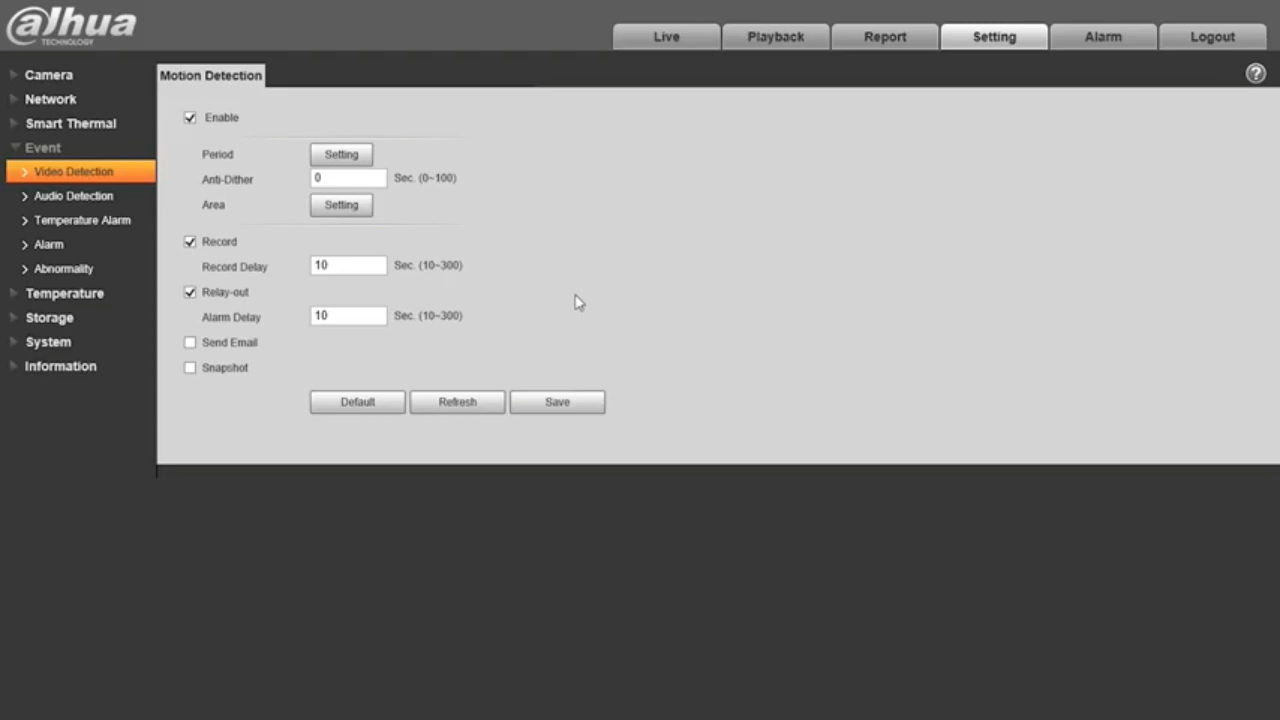 alhua
TECHNOLOGY
Live Playback Report Setting Alarm Logout
Camera
Network
Smart Thermal
Event
Video Detection
Audio Detection
Temperature Alarm
Alarm
Abnormality
Temperature
Storage
System
Information
Motion Detection
?
Enable
Period Setting
Anti-Dither 0 Sec. (0~100)
Area Setting
Record
Record Delay 10 Sec. (10~300)
Relay-out
Alarm Delay 10 Sec. (10~300)
Send Email
Snapshot
Default Refresh Save